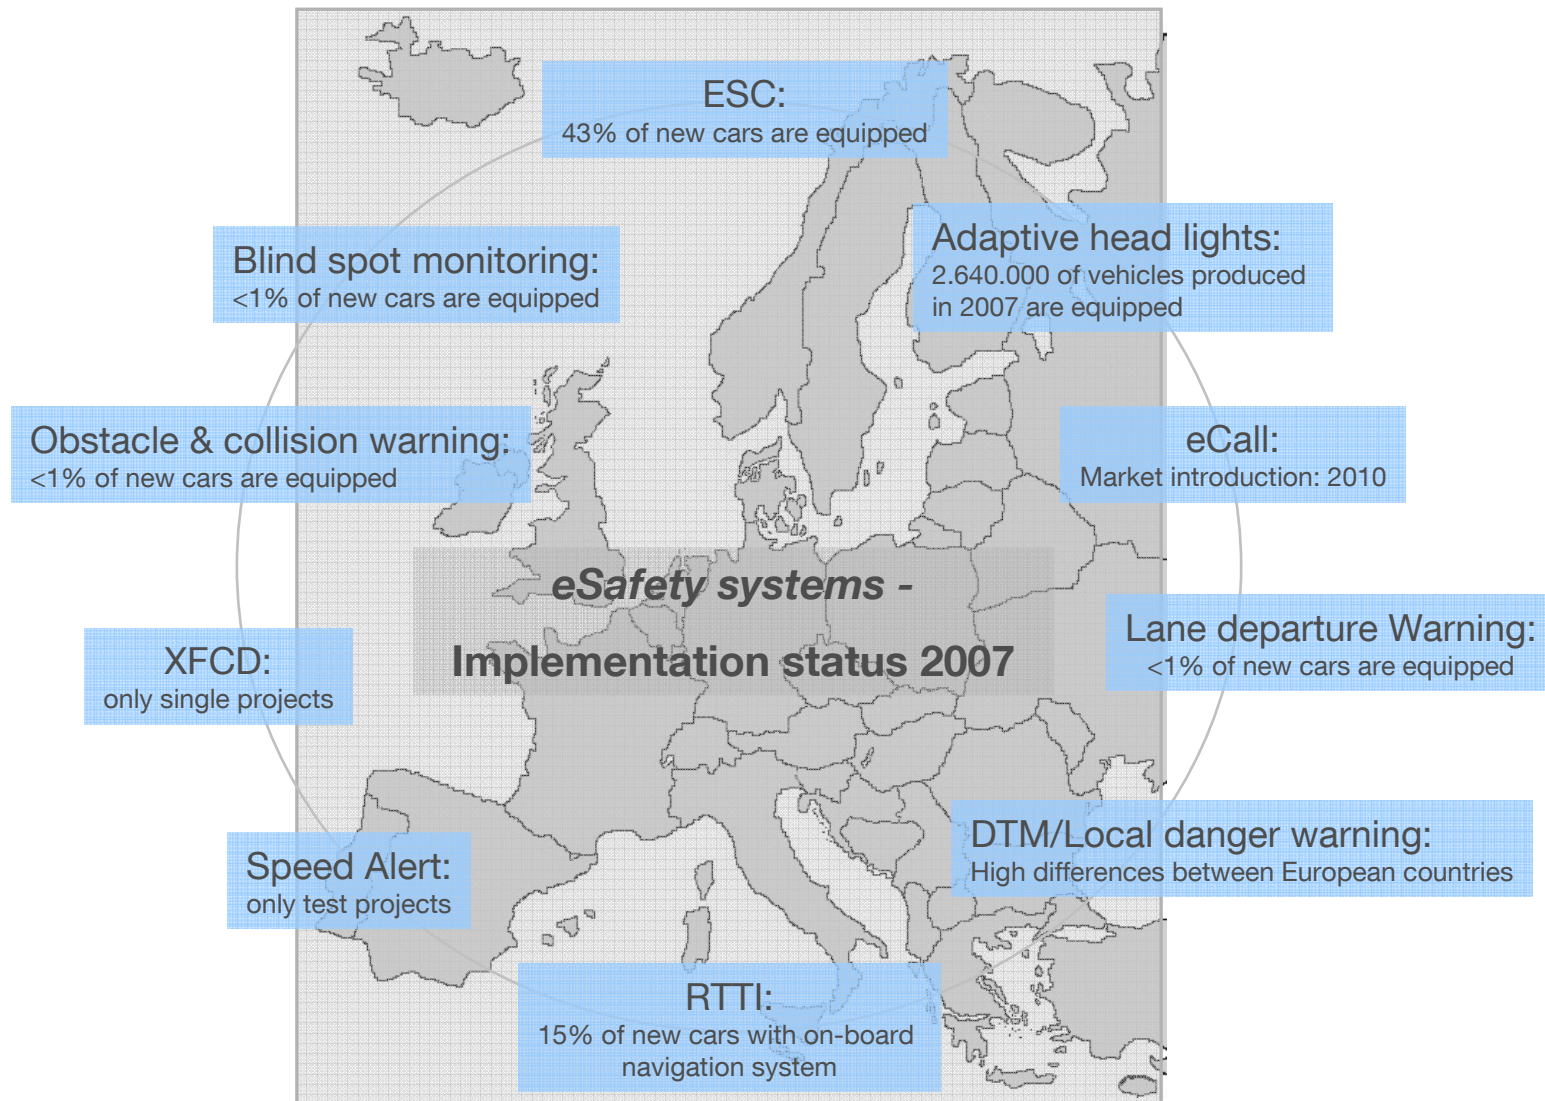 ESC:
43% of new cars are equipped
Adaptive head lights:
2.640.000 of vehicles produced
in 2007 are equipped
Blind spot monitoring:
<1% of new cars are equipped
Obstacle & collision warning:
<1% of new cars are equipped
eCall:
Market introduction: 2010
eSafety systems -
Implementation status 2007
Lane departure Warning:
<1% of new cars are equipped
XFCD:
only single projects
DTM/Local danger warning:
High differences between European countries
Speed Alert:
only test projects
RTTI:
15% of new cars with on-board
navigation system